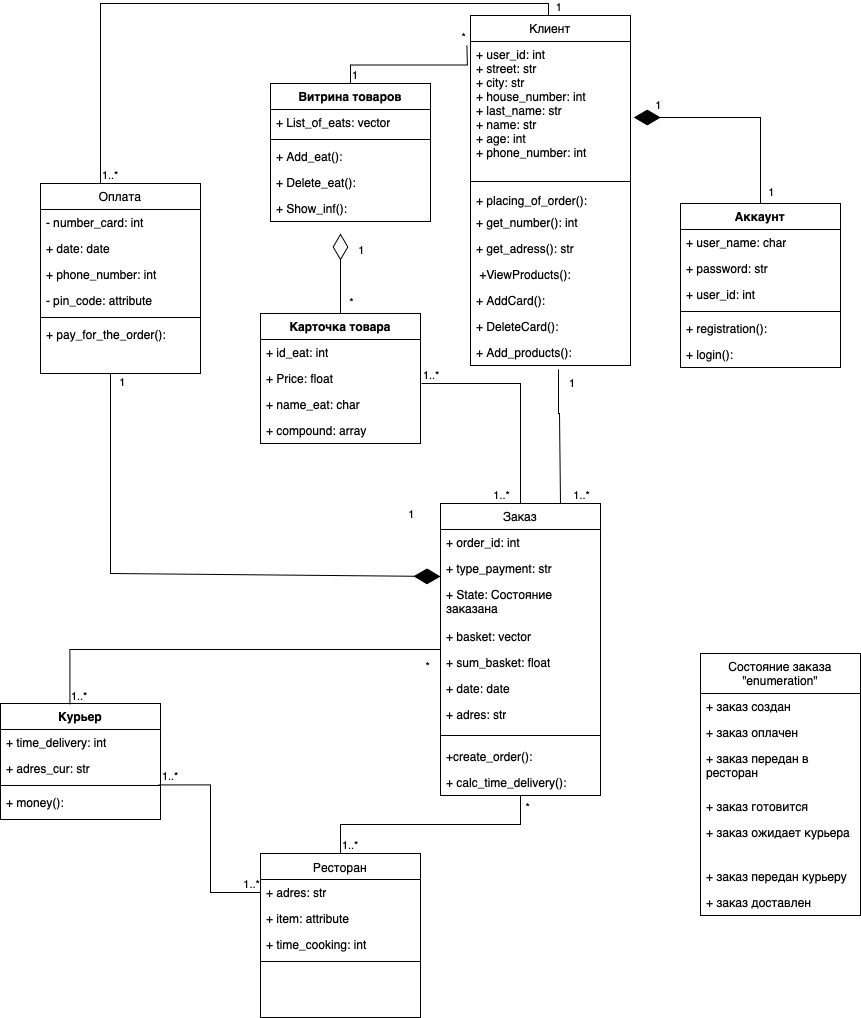 1
Клиент
+ user_id: int
+ street: str
+ city: str
+ house_number: int
+ last_name: str
+ name: str
+ age: int
+ phone_number: int
+ placing_of_order():
+ get_number(): int
+ get_adress(): str
+ViewProducts():
+ AddCard():
+ DeleteCard():
+ Add_products():
*
1
Витрина товаров
+ List_of_eats: vector
+ Add_eat():
+ Delete_eat():
+ Show_inf():
1
*
1
1
Аккаунт
+ user_name: char
+ password: str
+ user_id: int
+ registration():
+ login():
1..*
Оплата
- number_card: int
+ date: date
+ phone_number: int
- pin_code: attribute
+ pay_for_the_order():
1
Карточка товара
+ id_eat: int
+ Price: float
+ name_eat: char
+ compound: array
1..*
1
1..*
1..*
1
Заказ
+ order_id: int
+ type_payment: str
+ State: Состояние
заказана
+ basket: vector
+ sum_basket: float
+ date: date
+ adres: str
+create_order():
+ calc_time_delivery():
*
1..*
Курьер
+ time_delivery: int
+ adres_cur: str
+ money():
1..*
*
1..*
1..*
Ресторан
+ adres: str
+ item: attribute
+ time_cooking: int
Состояние заказа
"enumeration"
+ заказ создан
+ заказ оплачен
+ заказ передан в
ресторан
+ заказ готовится
+ заказ ожидает курьера
+ заказ передан курьеру
+ заказ доставлен